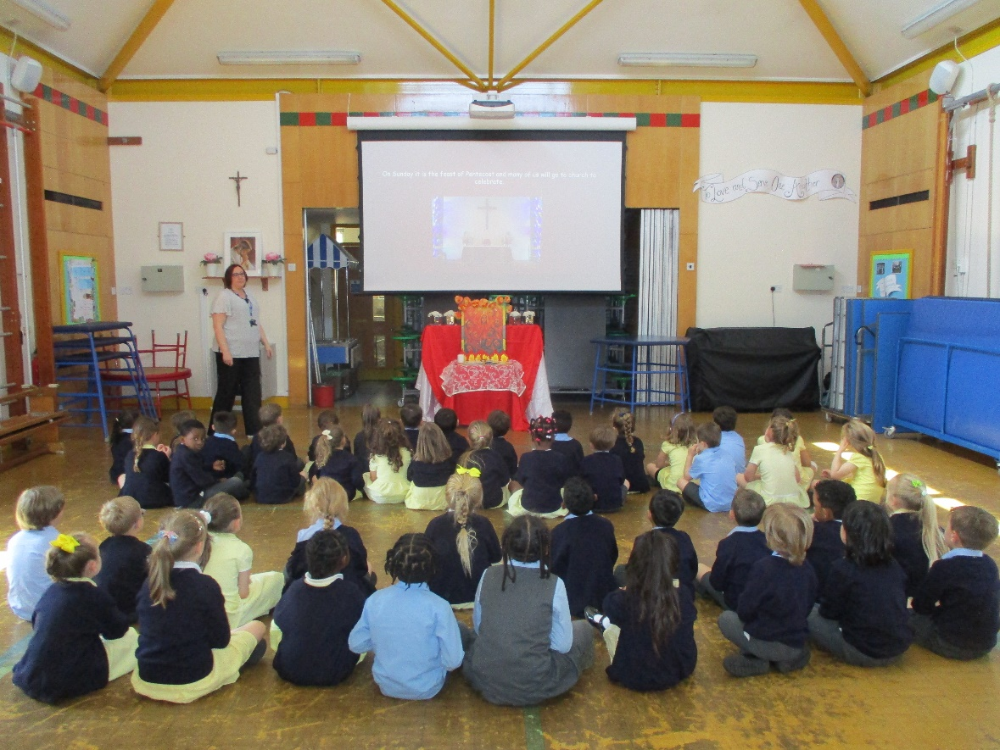 On Sunday it is the feast of Pentecost and many of us will go to church to
celebrate.
To Love and Serve One Another